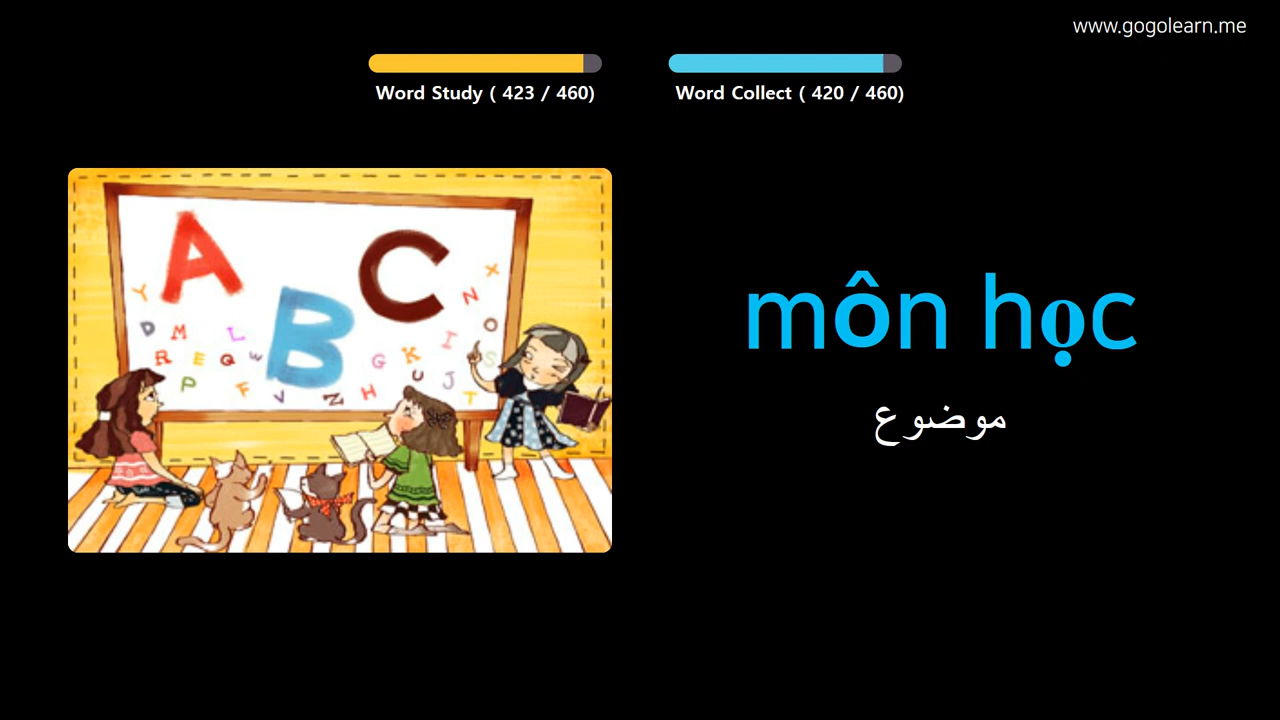 www.gogolearn.me
Word Study ( 423 / 460)
Word Collect ( 420 / 460)
A
B
C
Y
X
N
D
M
L
O
I
R
E
Q
W
G
K
S
P
F
V
Z
H
U
J
T
môn học
موضوع